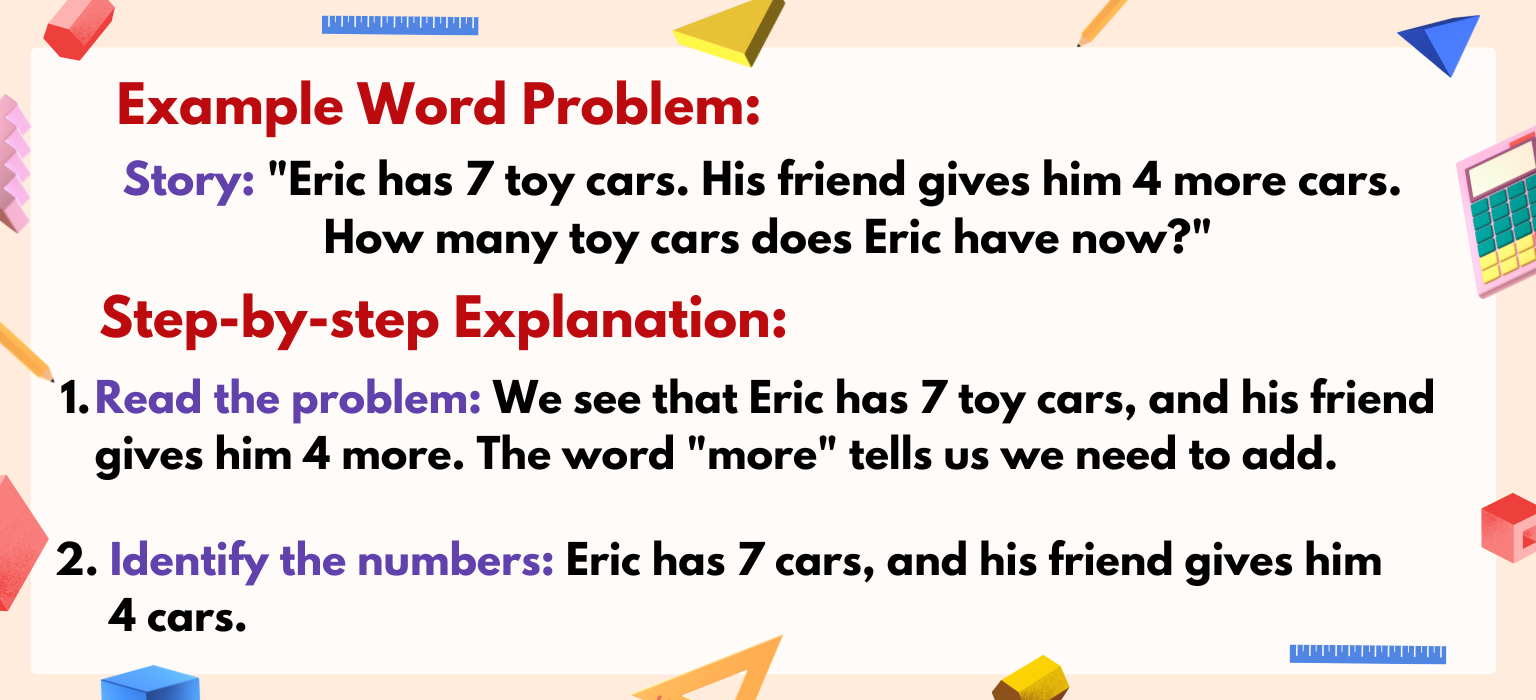 Example Word Problem:
Story: "Eric has 7 toy cars. His friend gives him 4 more cars.
How many toy cars does Eric have now?"
Step-by-step Explanation:
1. Read the problem: We see that Eric has 7 toy cars, and his friend
gives him 4 more. The word "more" tells us we need to add.
2. Identify the numbers: Eric has 7 cars, and his friend gives him
4 cars.